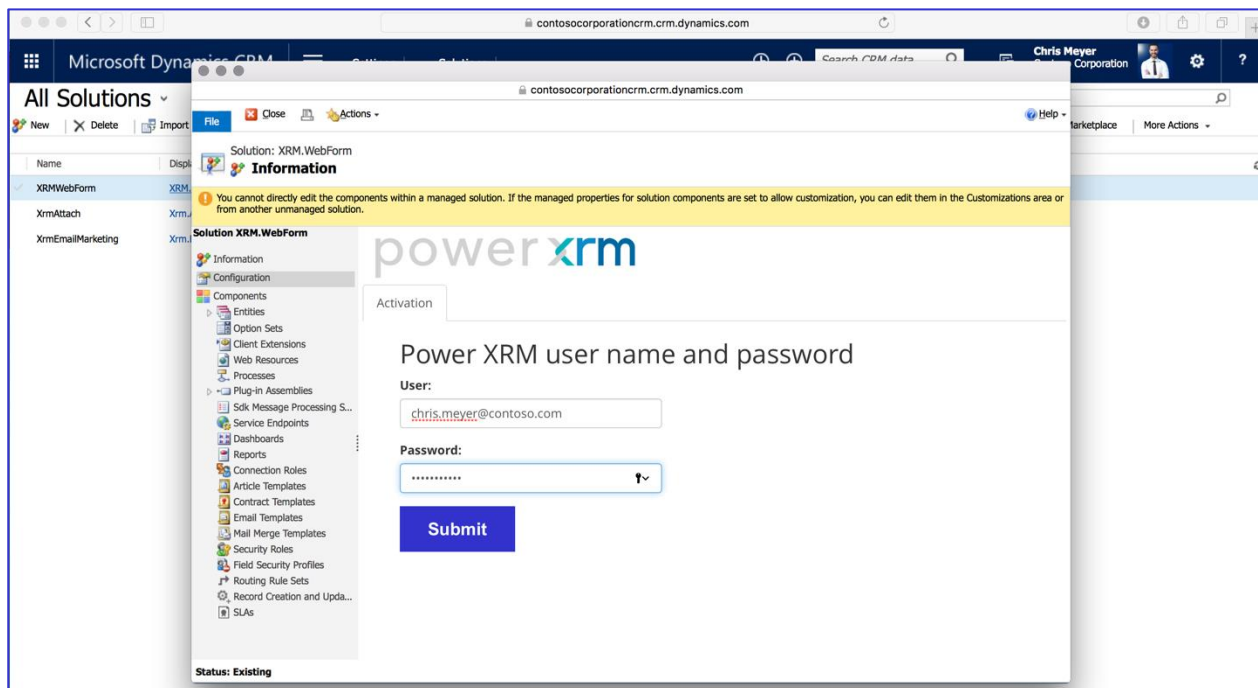 contosocorporationcrm.crm.dynamics.com
Microsoft Dynamics CRM
Search CRM data
Chris Meyer
Corporation
?
All Solutions
New
Delete
Import
Marketplace
More Actions
Name
XRMWebForm
XRM.
XrmAttach
Xrm.
XrmEmailMarketing
Xrm.
contosocorporationcrm.crm.dynamics.com
File
Close
Actions
Help
Solution: XRM.WebForm
Information
You cannot directly edit the components within a managed solution. If the managed properties for solution components are set to allow customization, you can edit them in the Customizations area or
from another unmanaged solution.
Solution XRM.WebForm
Information
Configuration
Components
Entities
Option Sets
Client Extensions
Web Resources
Processes
Plug-in Assemblies
Sdk Message Processing S...
Service Endpoints
Dashboards
Reports
Connection Roles
Article Templates
Contract Templates
Email Templates
Mail Merge Templates
Security Roles
Field Security Profiles
Routing Rule Sets
Record Creation and Upda...
SLAs
Status: Existing
power xrm
Activation
Power XRM user name and password
User:
chris.meyer@contoso.com
Password:
•••••••••••
Submit